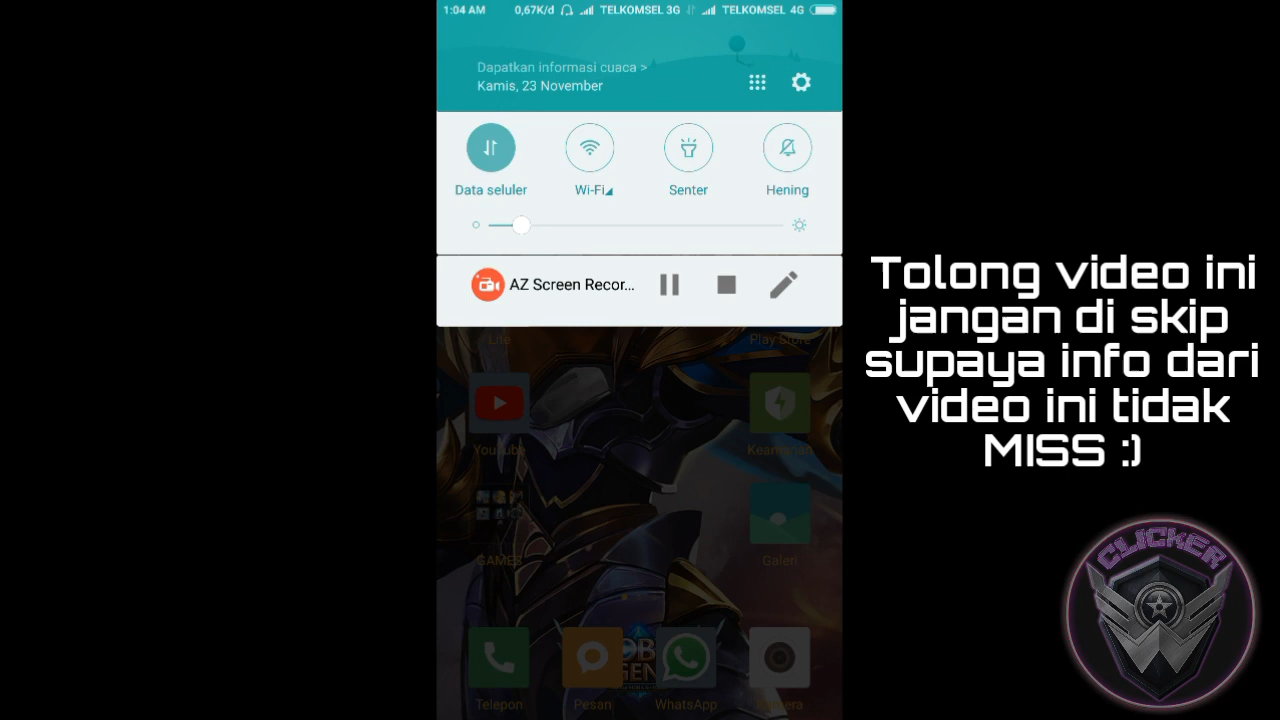 1:04 AM 0,67K/d TELKOMSEL 3G TELKOMSEL 4G
Dapatkan informasi cuaca >
Kamis, 23 November
Data seluler Wi-Fi Senter Hening
AZ Screen Recor...
Lite Play Store
YouTube Keamanan
GAMES Galeri
Telepon Pesan WhatsApp
Tolong video ini
jangan di skip
supaya info dari
video ini tidak
MISS :)
CLICKER